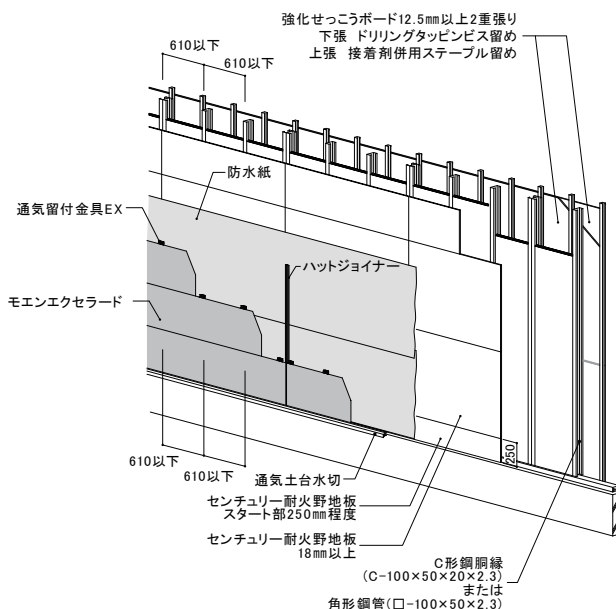 強化せっこうボード12.5mm以上2重張り
下張 ドリリングタッピンビス留め
上張 接着剤併用ステープル留め
610以下
610以下
防水紙
通気留付金具EX
ハットジョイナー
モエンエクセラード
250
610以下
610以下
通気土台水切
センチュリー耐火野地板
スタート部250mm程度
センチュリー耐火野地板
18mm以上
C形鋼胴縁
(C-100×50×20×2.3)
または
角形鋼管(□-100×50×2.3)